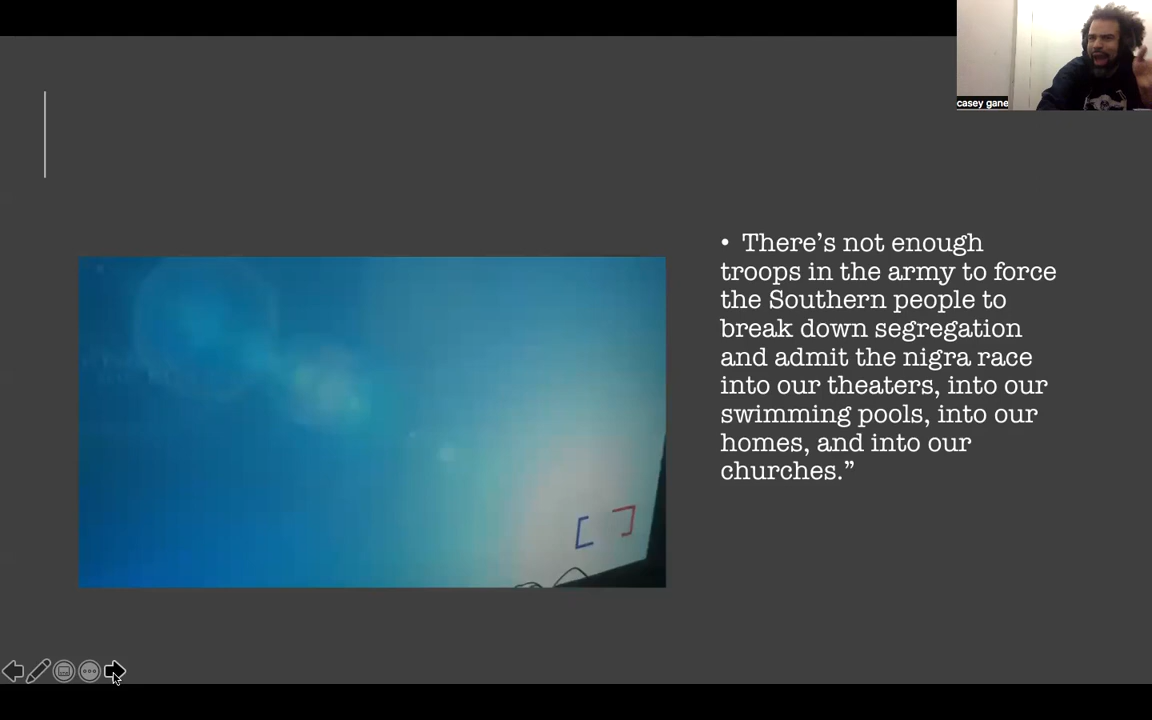 casey gane
• There’s not enough
troops in the army to force
the Southern people to
break down segregation
and admit the nigra race
into our theaters, into our
swimming pools, into our
homes, and into our
churches.”